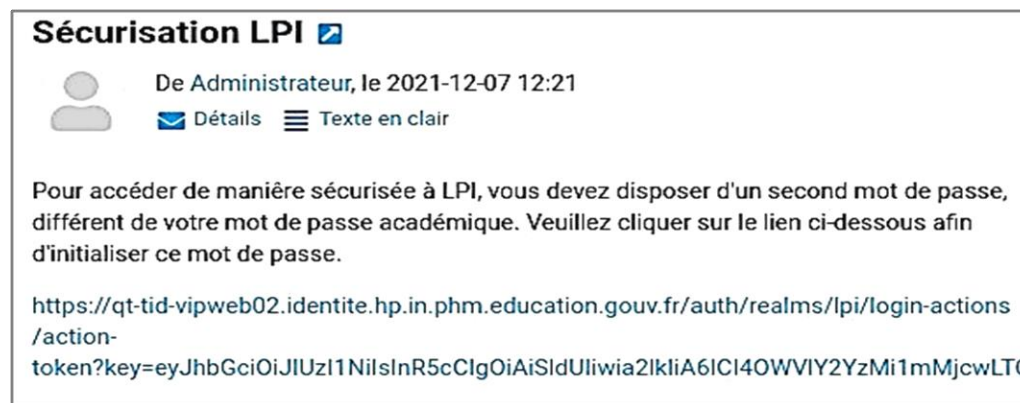 Sécurisation LPI
De Administrateur, le 2021-12-07 12:21
Détails Texte en clair
Pour accéder de manière sécurisée à LPI, vous devez disposer d'un second mot de passe,
différent de votre mot de passe académique. Veuillez cliquer sur le lien ci-dessous afin
d'initialiser ce mot de passe.
https://qt-tid-vipweb02.identite.hp.in.phm.education.gouv.fr/auth/realms/lpi/login-actions
/action-
token?key=eyJhbGciOiJIUzI1NiIsInR5cCIgOiAiSldUIiwia2lkIiA6ICI4OWVlY2YzMi1mMjcwLT